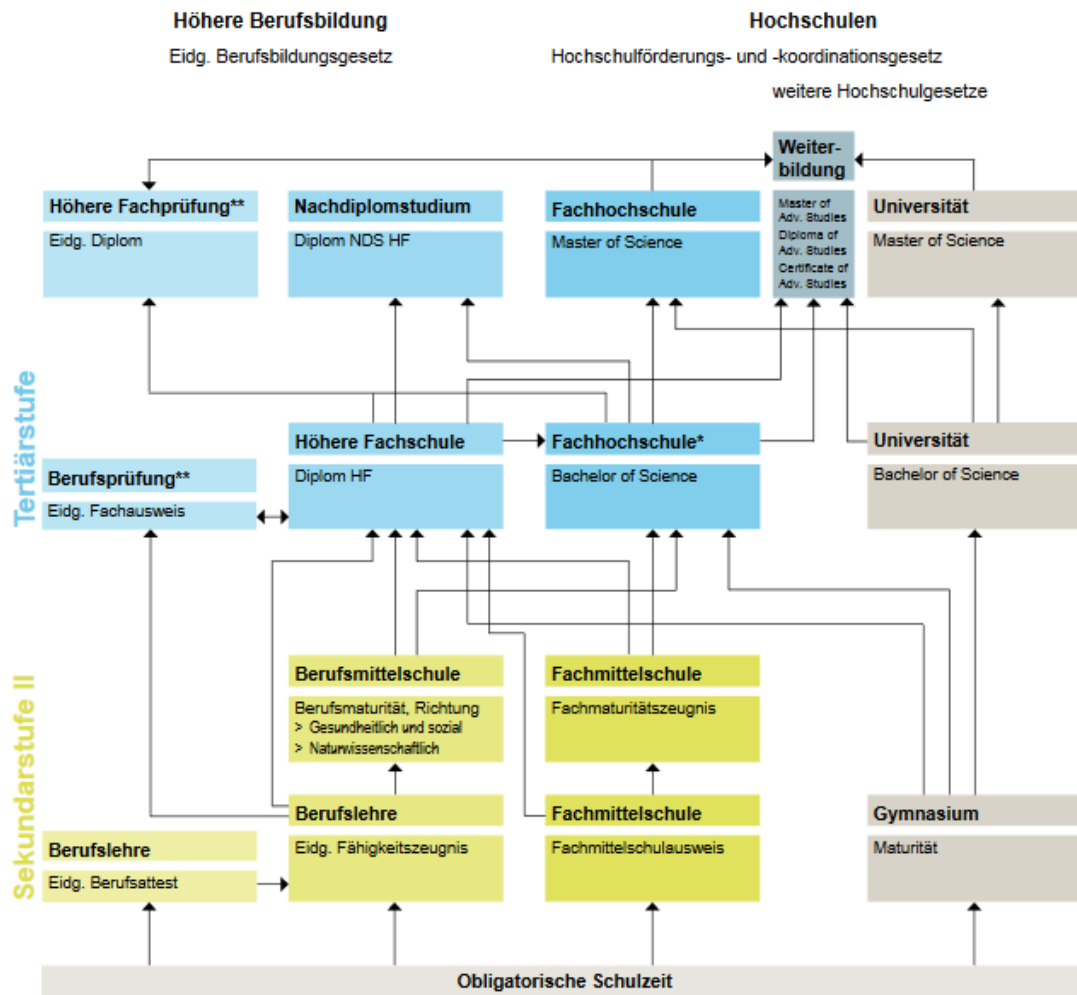 Höhere Berufsbildung
Hochschulen
Eidg. Berufsbildungsgesetz
Hochschulförderungs- und -koordinationsgesetz
weitere Hochschulgesetze
Weiter-
bildung
Höhere Fachprüfung**
Eidg. Diplom
Nachdiplomstudium
Diplom NDS HF
Fachhochschule
Master of Science
Master of
Adv. Studies
Diploma of
Adv. Studies
Certificate of
Adv. Studies
Universität
Master of Science
Tertiärstufe
Berufsprüfung**
Eidg. Fachausweis
Höhere Fachschule
Diplom HF
Fachhochschule*
Bachelor of Science
Universität
Bachelor of Science
Sekundarstufe II
Berufsmittelschule
Berufsmaturität, Richtung
> Gesundheitlich und sozial
> Naturwissenschaftlich
Fachmittelschule
Fachmaturitätszeugnis
Berufslehre
Eidg. Berufsattest
Berufslehre
Eidg. Fähigkeitszeugnis
Fachmittelschule
Fachmittelschulausweis
Gymnasium
Maturität
Obligatorische Schulzeit